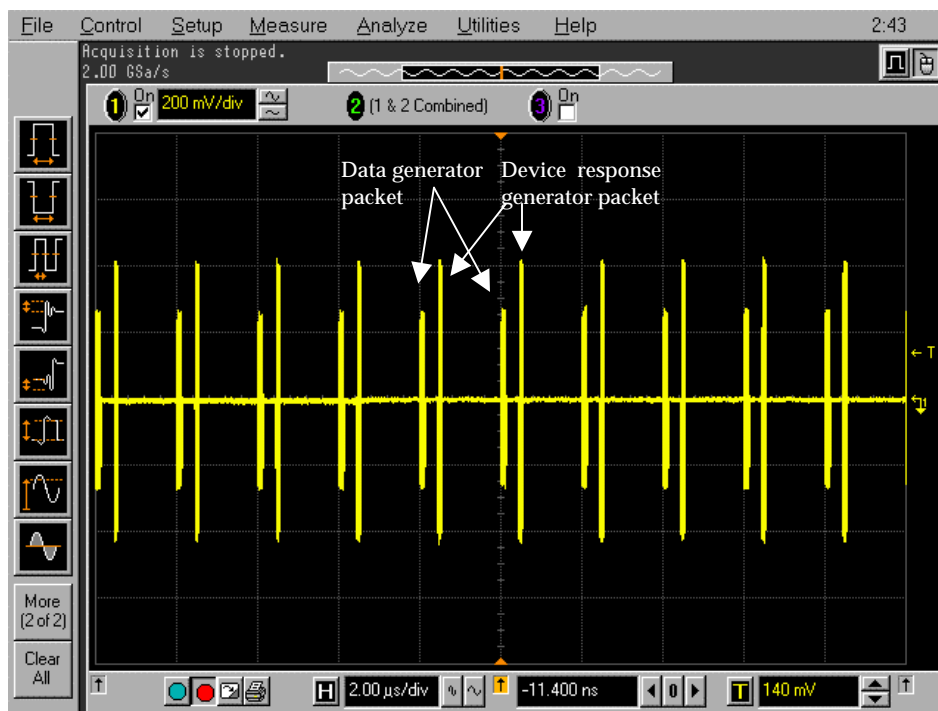 File Control Setup Measure Analyze Utilities Help 2:43
Acquisition is stopped.
2.00 GSa/s
1 On 200 mV/div 2 (1 & 2 Combined) 3 On
Data generator packet
Device response generator packet
T
1
More
(2 of 2)
Clear
All
H 2.00 µs/div -11.400 ns 0 T 140 mV